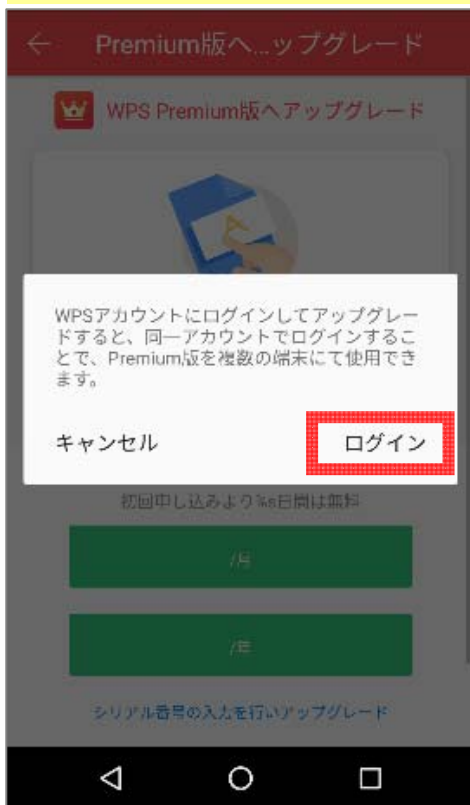 Premium版へ...ップグレード
WPS Premium版へアップグレード
WPSアカウントにログインしてアップグレー
ドすると、同一アカウントでログインするこ
とで、Premium版を複数の端末にて使用でき
ます。
キャンセル
ログイン
初回申し込みより%s日間は無料
/月
/年
シリアル番号の入力を行いアップグレード